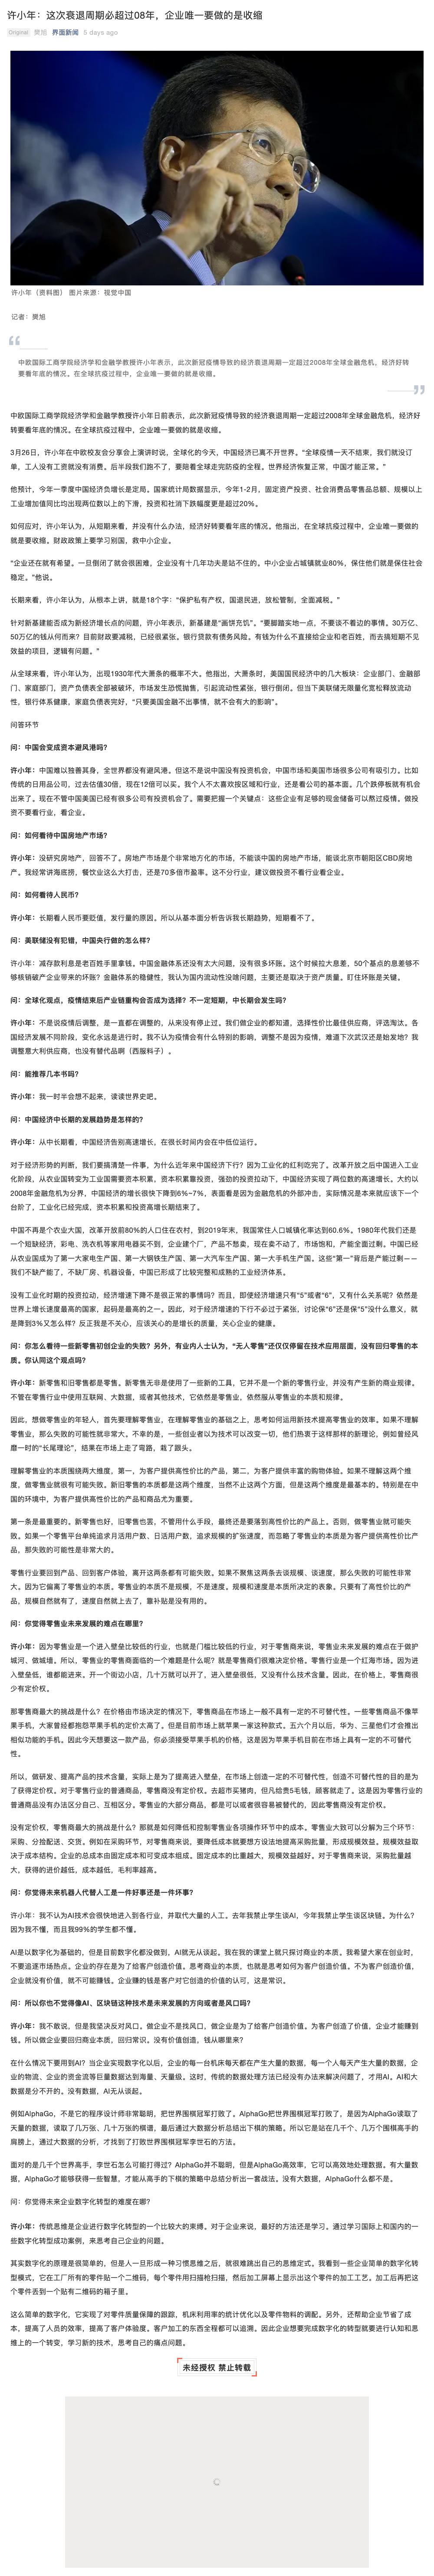 许小年：这次衰退周期必超过08年，企业唯一要做的是收缩
Original 樊旭 界面新闻 5 days ago
许小年（资料图） 图片来源：视觉中国
记者：樊旭
中欧国际工商学院经济学和金融学教授许小年表示，此次新冠疫情导致的经济衰退周期一定超过2008年全球金融危机，经济好转
要看年底的情况。在全球抗疫过程中，企业唯一要做的就是收缩。
中欧国际工商学院经济学和金融学教授许小年日前表示，此次新冠疫情导致的经济衰退周期一定超过2008年全球金融危机，经济好
转要看年底的情况。在全球抗疫过程中，企业唯一要做的就是收缩。
3月26日，许小年在中欧校友会分享会上演讲时说，全球化的今天，中国经济已离不开世界。“全球疫情一天不结束，我们就没订
单，工人没有工资就没有消费。后半段我们跑不了，要陪着全球走完防疫的全程。世界经济恢复正常，中国才能正常。”
他预计，今年一季度中国经济负增长是定局。国家统计局数据显示，今年1-2月，固定资产投资、社会消费品零售品总额、规模以上
工业增加值同比均出现两位数以上的下滑，投资和社消下跌幅度更是超过20%。
如何应对，许小年认为，从短期来看，并没有什么办法，经济好转要看年底的情况。他指出，在全球抗疫过程中，企业唯一要做的
就是要收缩。财政政策上要学习别国，救中小企业。
“企业还在就有希望。一旦倒闭了就会很困难，企业没有十几年功夫是站不住的。中小企业占城镇就业80%，保住他们就是保住社会
稳定。”他说。
长期来看，许小年认为，从根本上讲，就是18个字：“保护私有产权，国退民进，放松管制，全面减税。”
针对新基建能否成为新经济增长点的问题，许小年表示，新基建是“画饼充饥”。“要脚踏实地一点，不要谈不着边的事情。30万亿、
50万亿的钱从何而来？目前财政要减税，已经很紧张。银行贷款有债务风险。有钱为什么不直接给企业和老百姓，而去搞短期不见
效益的项目，逻辑有问题。”
从全球来看，许小年认为，出现1930年代大萧条的概率不大。他指出，大萧条时，美国国民经济中的几大板块：企业部门、金融部
门、家庭部门，资产负债表全部被破坏，市场发生恐慌抛售，引起流动性紧张，银行倒闭。但当下美联储无限量化宽松释放流动
性，银行体系健康，家庭负债表完好，“只要美国金融不出事情，就不会有大的影响”。
问答环节
问：中国会变成资本避风港吗？
许小年：中国难以独善其身，全世界都没有避风港。但这不是说中国没有投资机会，中国市场和美国市场很多公司有吸引力。比如
传统的日用品公司，过去估值30倍，现在12倍可以买。我个人不太喜欢按区域和行业，还是看公司的基本面。几个跌停板就有机会
出来了。现在不管中国美国已经有很多公司有投资机会了。需要把握一个关键点：这些企业有足够的现金储备可以熬过疫情。做投
资不要看行业，看企业。
问：如何看待中国房地产市场？
许小年：没研究房地产，回答不了。房地产市场是个非常地方化的市场，不能谈中国的房地产市场，能谈北京市朝阳区CBD房地
产。我经常讲海底捞，餐饮业这么大打击，还是70多倍市盈率。这不分行业，建议做投资不看行业看企业。
问：如何看待人民币？
许小年：长期看人民币要贬值，发行量的原因。所以从基本面分析告诉我长期趋势，短期看不了。
问：美联储没有犯错，中国央行做的怎么样？
许小年：减存款利息是老百姓手里拿钱。中国金融体系还没有太大问题，没有很多坏账。这个时候拉大息差，50个基点的息差够不
够核销破产企业带来的坏账？金融体系的稳健性，我认为国内流动性没啥问题，主要还是取决于资产质量。盯住坏账是关键。
问：全球化观点，疫情结束后产业链重构会否成为选择？不一定短期，中长期会发生吗？
许小年：不是说疫情后调整，是一直都在调整的，从来没有停止过。我们做企业的都知道，选择性价比最佳供应商，评选淘汰。各
国经济发展不同阶段，变化永远是进行时。我不认为疫情会有什么特别的影响，调整不是因为疫情，难道下次武汉还是始发地？我
调整意大利供应商，也没有替代品啊（西服料子）。
问：能推荐几本书吗？
许小年：我一时半会想不起来，读读世界史吧。
问：中国经济中长期的发展趋势是怎样的？
许小年：从中长期看，中国经济告别高速增长，在很长时间内会在中低位运行。
对于经济形势的判断，我们要搞清楚一件事，为什么近年来中国经济下行？因为工业化的红利吃完了。改革开放之后中国进入工业
化阶段，从农业国转变为工业国需要资本积累，资本积累靠投资，强劲的投资拉动下，中国经济实现了两位数的高速增长。大约以
2008年金融危机为分界，中国经济的增长很快下降到6%~7%，表面看是因为金融危机的外部冲击，实际情况是本来就应该下一个
台阶了，工业化已经完成，资本积累和投资高增长期结束了。
中国不再是个农业大国，改革开放前80%的人口住在农村，到2019年末，我国常住人口城镇化率达到60.6%。1980年代我们还是
一个短缺经济，彩电、洗衣机等家用电器买不到，企业建个厂，产品不愁卖，现在卖不动了，市场饱和，产能全面过剩。中国已经
从农业国成为了第一大家电生产国、第一大钢铁生产国、第一大汽车生产国、第一大手机生产国。这些“第一”背后是产能过剩——
我们不缺产能了，不缺厂房、机器设备，中国已形成了比较完整和成熟的工业经济体系。
没有工业化时期的投资拉动，经济增速下降不是很正常的事情吗？而且，即使经济增速只有“5”或者“6”，又有什么关系呢？依然是
世界上增长速度最高的国家，起码是最高的之一。因此，对于经济增速的下行不必过于紧张，讨论保“6”还是保“5”没什么意义，就
是降到3%又怎么样？反正我是不关心，应该关心的是增长的质量，关心企业的健康。
问：你怎么看待一些新零售初创企业的失败？另外，有业内人士认为，“无人零售”还仅仅停留在技术应用层面，没有回归零售的本
质。你认同这个观点吗？
许小年：新零售和旧零售都是零售。新零售无非是使用了一些新的工具，它并不是一个新的零售行业，并没有产生新的商业规律。
不管在零售行业中使用互联网、大数据，或者其他技术，它依然是零售业，依然服从零售业的本质和规律。
因此，想做零售业的年轻人，首先要理解零售业，在理解零售业的基础之上，思考如何运用新技术提高零售业的效率。如果不理解
零售业，那么失败的可能性就非常大。不幸的是，一些创业者以为技术可以改变一切，他们热衷于这样那样的新理论，例如曾经风
靡一时的“长尾理论”，结果在市场上走了弯路，栽了跟头。
理解零售业的本质围绕两大维度，第一，为客户提供高性价比的产品，第二，为客户提供丰富的购物体验。如果不理解这两个维
度，做零售业就很有可能失败。新旧零售的本质都是这两个维度，当然不止这两个方面，但是这两个维度是最基本的。特别是在中
国的环境中，为客户提供高性价比的产品和商品尤为重要。
第一条是最重要的。新零售也好，旧零售也罢，不管用什么手段，最终还是要落到高性价比的产品上。否则，做零售业就可能失
败。如果一个零售平台单纯追求月活用户数、日活用户数，追求规模的扩张速度，而忽略了零售业的本质是为客户提供高性价比产
品，那失败的可能性是非常大的。
零售行业要回到产品、回到客户体验，离开这两条都有可能失败。如果不聚焦这两条去谈规模、谈速度，那么失败的可能性非常
大。因为它偏离了零售业的本质。零售业的本质不是规模，不是速度。规模和速度是本质所决定的表象。只要有了高性价比的产
品，规模自然就有了，速度自然就上去了，靠补贴是没有用的。
问：你觉得零售业未来发展的难点在哪里？
许小年：因为零售业是一个进入壁垒比较低的行业，也就是门槛比较低的行业，对于零售商来说，零售业未来发展的难点在于做护
城河、做城墙。所以，零售业的零售商面临的一个难题是什么呢？就是零售商们很难决定价格。零售行业是一个红海市场。因为进
入壁垒低，谁都能进来。开一个街边小店，几十万就可以开了，进入壁垒很低，又没有什么技术含量。因此，在价格上，零售商很
少有定价权。
那零售商最大的挑战是什么？在价格由市场决定的情况下，零售商品在市场上一般不具有一定的不可替代性。一些零售商品不像苹
果手机，大家曾经都抱怨苹果手机的定价太高了。但是目前市场上就苹果一家这种款式。五六个月以后，华为、三星他们才会推出
相似功能的手机。因此今天想要这一款产品，你必须接受苹果手机的价格，这是因为苹果手机目前在市场上具有一定的不可替代
性。
所以，做研发、提高产品的技术含量，实际上是为了提高进入壁垒，在市场上创造一定的不可替代性，创造不可替代性的目的是为
了获得定价权。对于零售行业的普通商品，零售商没有定价权。去超市买猪肉，但凡给贵5毛钱，顾客就走了。这是因为零售行业的
普通商品没有办法区分自己、互相区分。零售业的大部分商品，都是可以或者很容易被替代的，因此零售商没有定价权。
没有定价权，零售商最大的挑战是什么？那就是如何降低和控制零售业各项操作环节中的成本。零售业大致可以分解为三个环节：
采购，分拾配送、交货。例如在采购环节，对零售商来说，要降低成本就要想方设法地提高采购批量，形成规模效益。规模效益取
决于成本结构。企业的总成本由固定成本和可变成本组成。固定成本的比重越大，规模效益越好。对于零售商来说，采购批量越
大，获得的进价越低，成本越低，毛利率越高。
问：你觉得未来机器人代替人工是一件好事还是一件坏事？
许小年：我不认为AI技术会很快地进入到各行业，并取代大量的人工。去年我禁止学生谈AI，今年我禁止学生谈区块链。为什么？
因为我不懂，而且我99%的学生都不懂。
AI是以数字化为基础的，但是目前数字化都没做到，AI就无从谈起。我在我的课堂上就只探讨商业的本质。我希望大家在创业时，
不要追逐市场热点。企业的存在是为了给客户创造价值。思考商业的本质，也就是思考如何为客户创造价值。不为客户创造价值，
企业就没有价值，就不可能赚钱。企业赚的钱是客户对它创造的价值的认可，这是常识。
问：所以你也不觉得像AI、区块链这种技术是未来发展的方向或者是风口吗？
许小年：我不敢说，但是我坚决反对风口。做企业不是找风口，做企业是为了给客户创造价值。为客户创造了价值，企业才能赚到
钱。所以做企业要回归商业本质，回归常识。没有价值创造，钱从哪里来？
在什么情况下要用到AI？当企业实现数字化以后，企业的每一台机床每天都在产生大量的数据，每一个人每天产生大量的数据，企
业的物流、企业的资金流等巨量数据达到海量、天量级。这时，传统的数据处理方法已经没有办法来解决问题了，才用AI。AI和大
数据是分不开的。没有数据，AI无从谈起。
例如AlphaGo，不是它的程序设计师非常聪明，把世界围棋冠军打败了。AlphaGo把世界围棋冠军打败了，是因为AlphaGo读取了
天量的数据，读取了几万张、几十万张的棋谱，最后通过大数据分析总结出下棋的策略。所以它是站在几千个、几万个围棋高手的
肩膀上，通过大数据的分析，才找到了打败世界围棋冠军李世石的方法。
面对的是几千个世界高手，李世石怎么可能打得过？AlphaGo并不聪明，但是AlphaGo高效率，它可以高效地处理数据。有大量数
据，AlphaGo才能够获得一些智慧，才能从高手的下棋的策略中总结分析出一套战法。没有大数据，AlphaGo什么都不是。
问：你觉得未来企业数字化转型的难度在哪？
许小年：传统思维是企业进行数字化转型的一个比较大的束缚。对于企业来说，最好的方法还是学习。通过学习国际上和国内的一
些数字化转型成功案例，来思考自己企业的问题。
其实数字化的原理是很简单的，但是人一旦形成一种习惯思维之后，就很难跳出自己的思维定式。我看到一些企业简单的数字化转
型模式，它在工厂所有的零件贴一个二维码，每个零件用扫描枪扫描，然后加工屏幕上显示出这个零件的加工工艺。加工后再把这
个零件丢到一个贴有二维码的箱子里。
这么简单的数字化，它实现了对零件质量保障的跟踪，机床利用率的统计优化以及零件物料的调配。另外，还帮助企业节省了成
本，提高了人员的效率，提高了客户体验度。客户加工的东西全程都可以追溯。因此企业想要完成数字化的转型就要进行认知和思
维上的一个转变，学习新的技术，思考自己的痛点问题。
未经授权 禁止转载